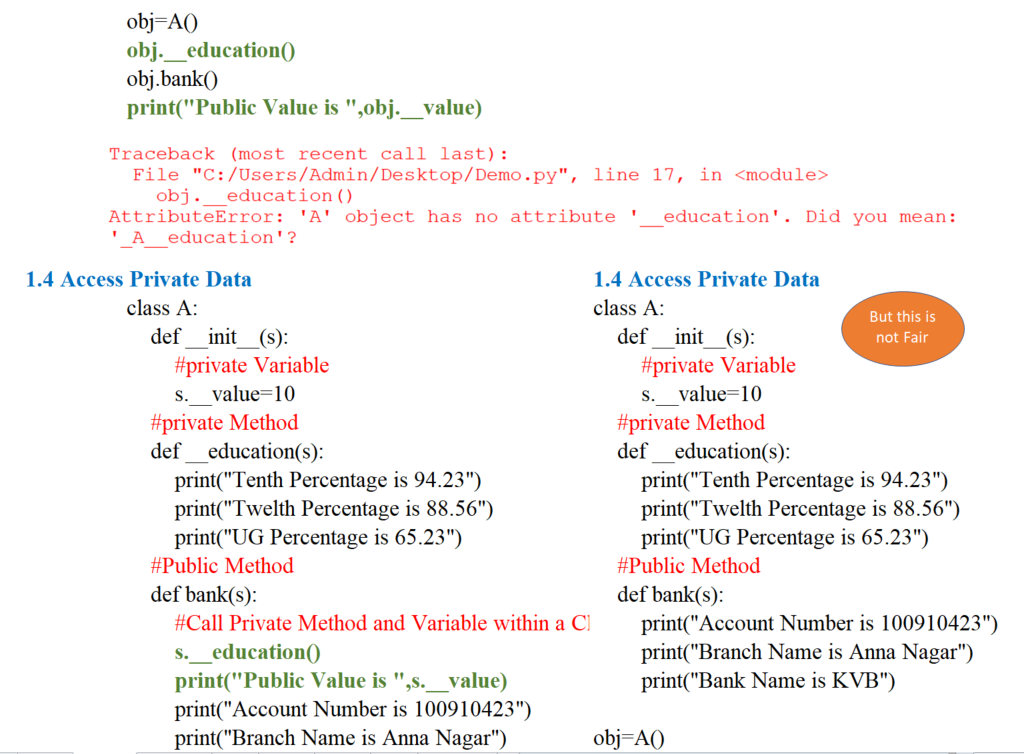 obj=A()
obj.__education()
obj.bank()
print("Public Value is ",obj.__value)
Traceback (most recent call last):
File "C:/Users/Admin/Desktop/Demo.py", line 17, in <module>
obj.__education()
AttributeError: 'A' object has no attribute '__education'. Did you mean:
'_A__education'?
1.4 Access Private Data
class A:
def __init__(s):
#private Variable
s.__value=10
#private Method
def __education(s):
print("Tenth Percentage is 94.23")
print("Twelth Percentage is 88.56")
print("UG Percentage is 65.23")
#Public Method
def bank(s):
#Call Private Method and Variable within a Cl
s.__education()
print("Public Value is ",s.__value)
print("Account Number is 100910423")
print("Branch Name is Anna Nagar")
1.4 Access Private Data
class A:
def __init__(s):
#private Variable
s.__value=10
#private Method
def __education(s):
print("Tenth Percentage is 94.23")
print("Twelth Percentage is 88.56")
print("UG Percentage is 65.23")
#Public Method
def bank(s):
print("Account Number is 100910423")
print("Branch Name is Anna Nagar")
print("Bank Name is KVB")
obj=A()
But this is
not Fair